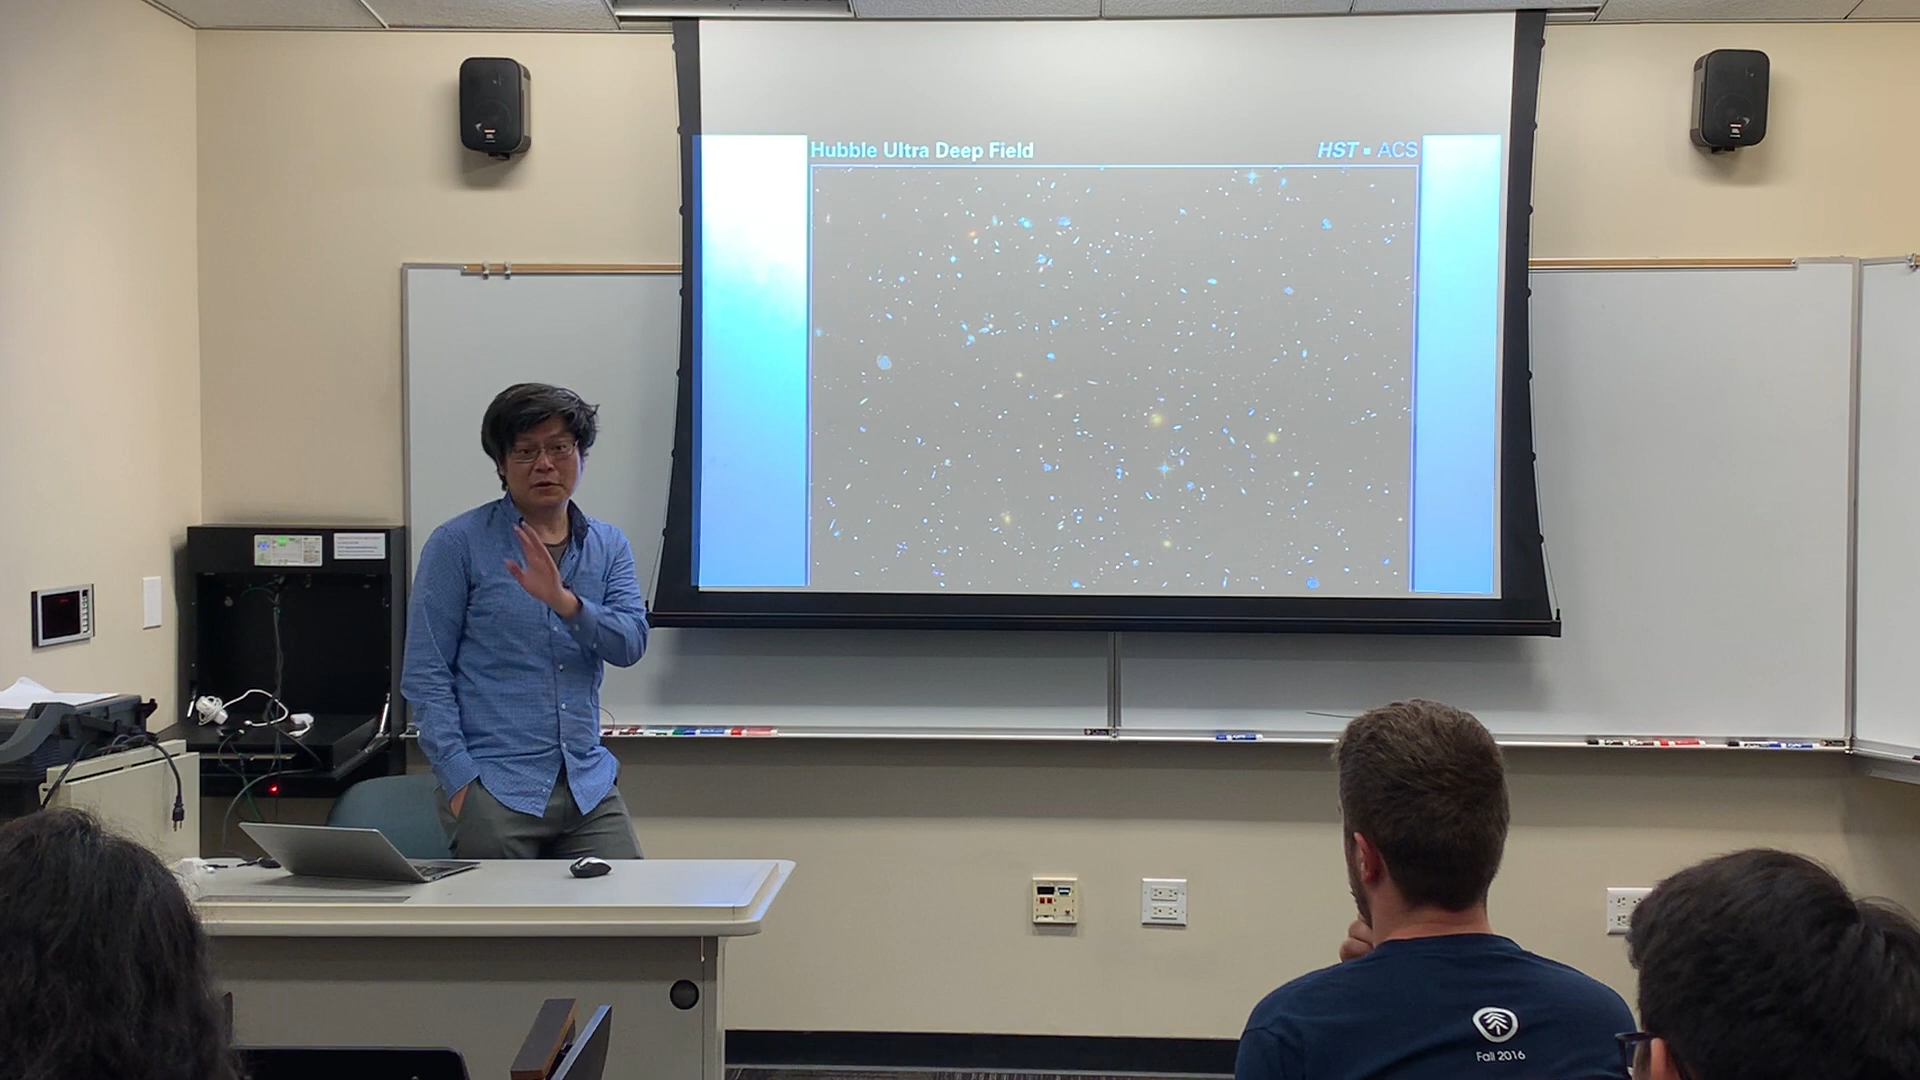 Hubble Ultra Deep Field
HST ▪ ACS
Fall 2016